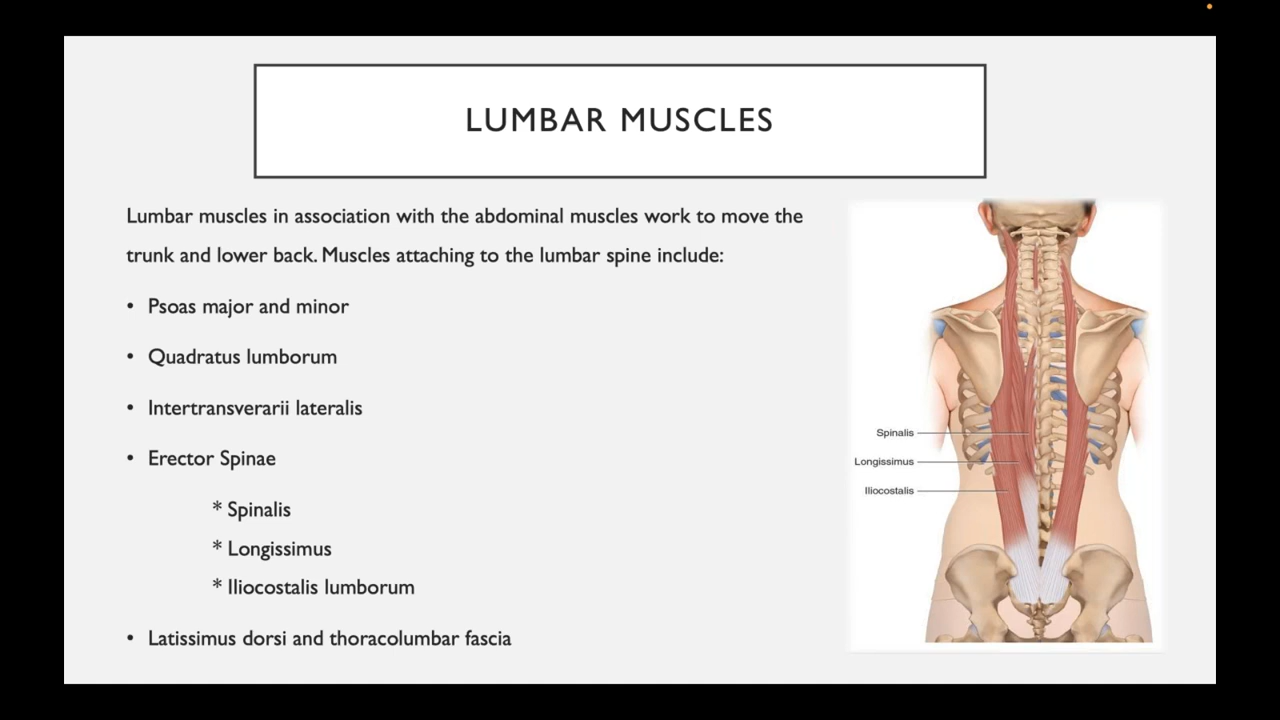 LUMBAR MUSCLES
Lumbar muscles in association with the abdominal muscles work to move the
trunk and lower back. Muscles attaching to the lumbar spine include:
• Psoas major and minor
• Quadratus lumborum
• Intertransverarii lateralis
• Erector Spinae
* Spinalis
* Longissimus
* Iliocostalis lumborum
• Latissimus dorsi and thoracolumbar fascia
Spinalis
Longissimus
Iliocostalis